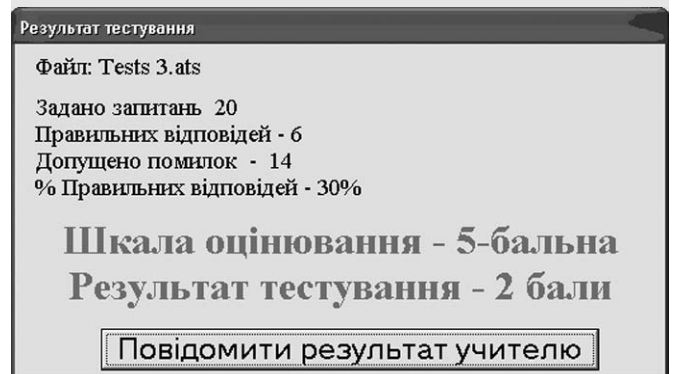 Результат тестування
Файл: Tests 3.ats
Задано запитань 20
Правильних відповідей - 6
Допущено помилок - 14
% Правильних відповідей - 30%
Шкала оцінювання - 5-бальна
Результат тестування - 2 бали
Повідомити результат учителю